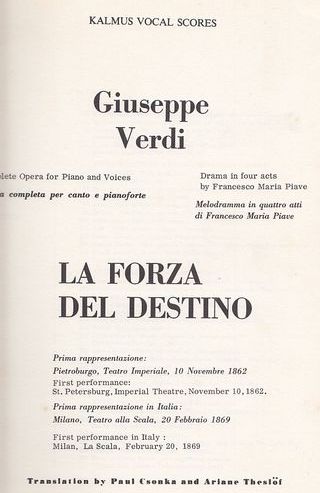 KALMUS VOCAL SCORES
Giuseppe
Verdi
plete Opera for Piano and Voices
a completa per canto e pianoforte
Drama in four acts
by Francesco Maria Piave
Melodramma in quattro atti
di Francesco Maria Piave
LA FORZA
DEL DESTINO
Prima rappresentazione:
Pietroburgo, Teatro Imperiale, 10 Novembre 1862
First performance:
St. Petersburg, Imperial Theatre, November 10, 1862.
Prima rappresentazione in Italia:
Milano, Teatro alla Scala, 20 Febbraio 1869
First performance in Italy :
Milan, La Scala, February 20, 1869
Translation by Paul Csonka and Ariane Theslöf